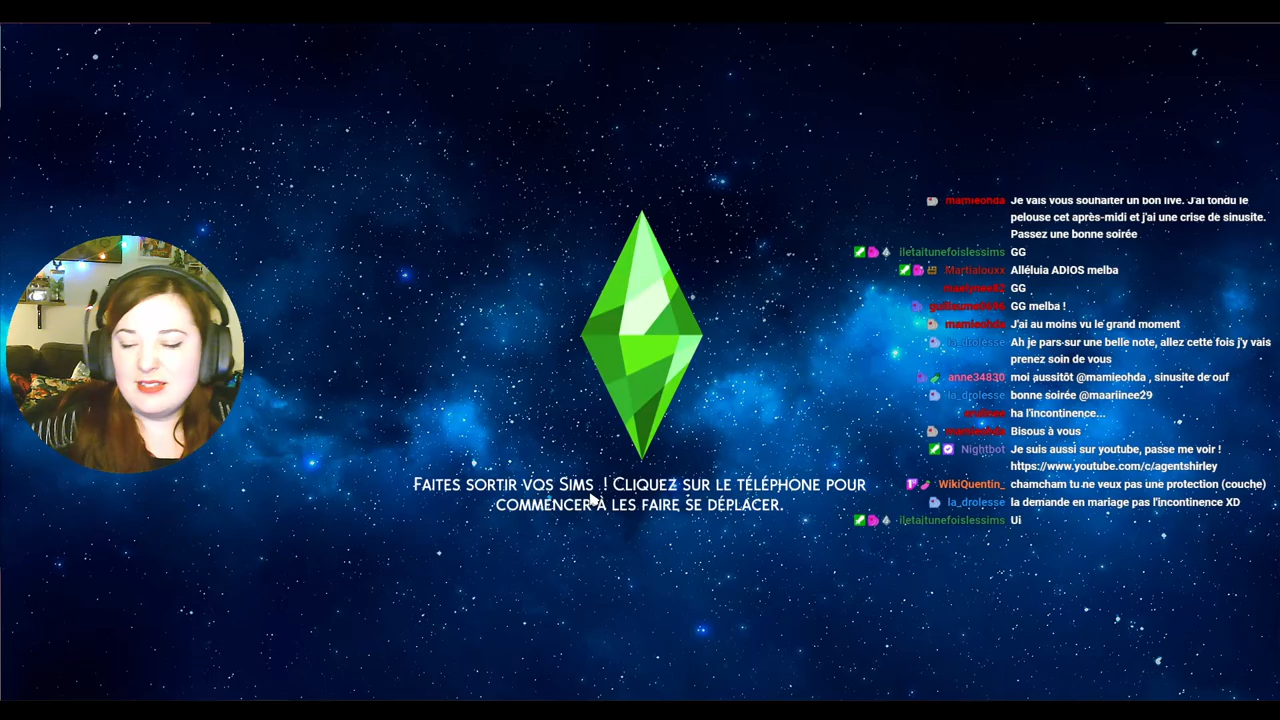 FAITES SORTIR VOS SIMS ! CLIQUEZ SUR LE TÉLÉPHONE POUR
COMMENCER À LES FAIRE SE DÉPLACER.
mamieohda Je vais vous souhaiter un bon live. J'ai tondu le
pelouse cet après-midi et j'ai une crise de sinusite.
Passez une bonne soirée
iletaitunefoislessims GG
Martialouxx Alléluia ADIOS melba
GG
GG melba !
mamieohda J'ai au moins vu le grand moment
la_drolesse Ah je pars sur une belle note, allez cette fois j'y vais
prenez soin de vous
anne34830 moi aussitôt @mamieohda , sinusite de ouf
la_drolesse bonne soirée @maariinee29
ha l'incontinence...
mamieohda Bisous à vous
Nightbot Je suis aussi sur youtube, passe me voir !
https://www.youtube.com/c/agentshirley
WikiQuentin_ chamcham tu ne veux pas une protection (couche)
la_drolesse la demande en mariage pas l'incontinence XD
iletaitunefoislessims Ui